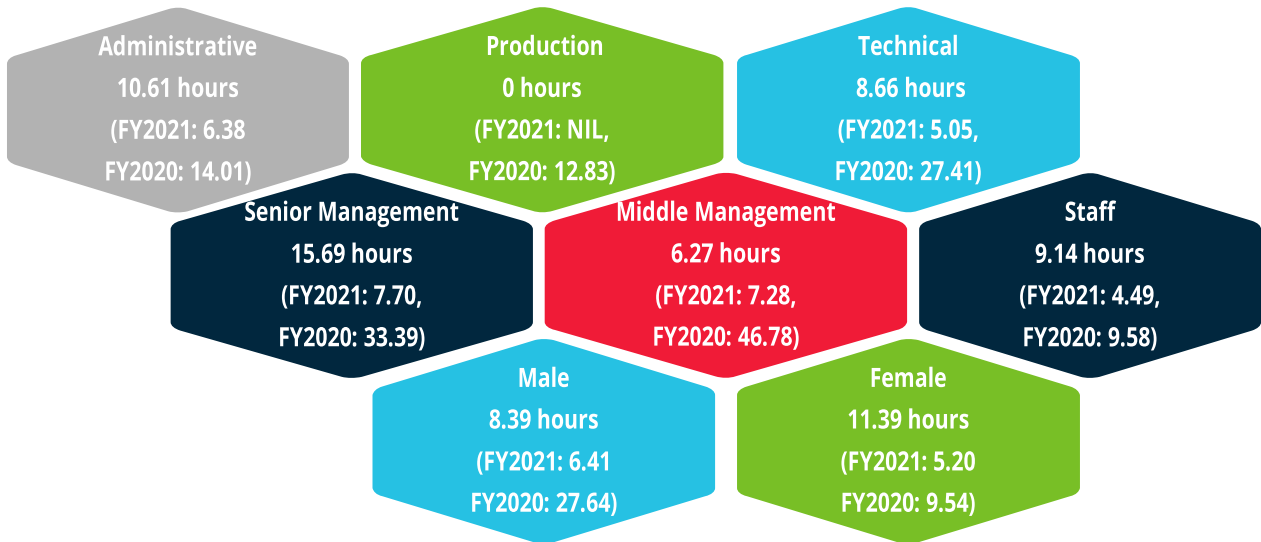 Administrative
10.61 hours
(FY2021: 6.38
FY2020: 14.01)
Production
0 hours
(FY2021: NIL,
FY2020: 12.83)
Technical
8.66 hours
(FY2021: 5.05,
FY2020: 27.41)
Senior Management
15.69 hours
(FY2021: 7.70,
FY2020: 33.39)
Middle Management
6.27 hours
(FY2021: 7.28,
FY2020: 46.78)
Staff
9.14 hours
(FY2021: 4.49,
FY2020: 9.58)
Male
8.39 hours
(FY2021: 6.41
FY2020: 27.64)
Female
11.39 hours
(FY2021: 5.20
FY2020: 9.54)